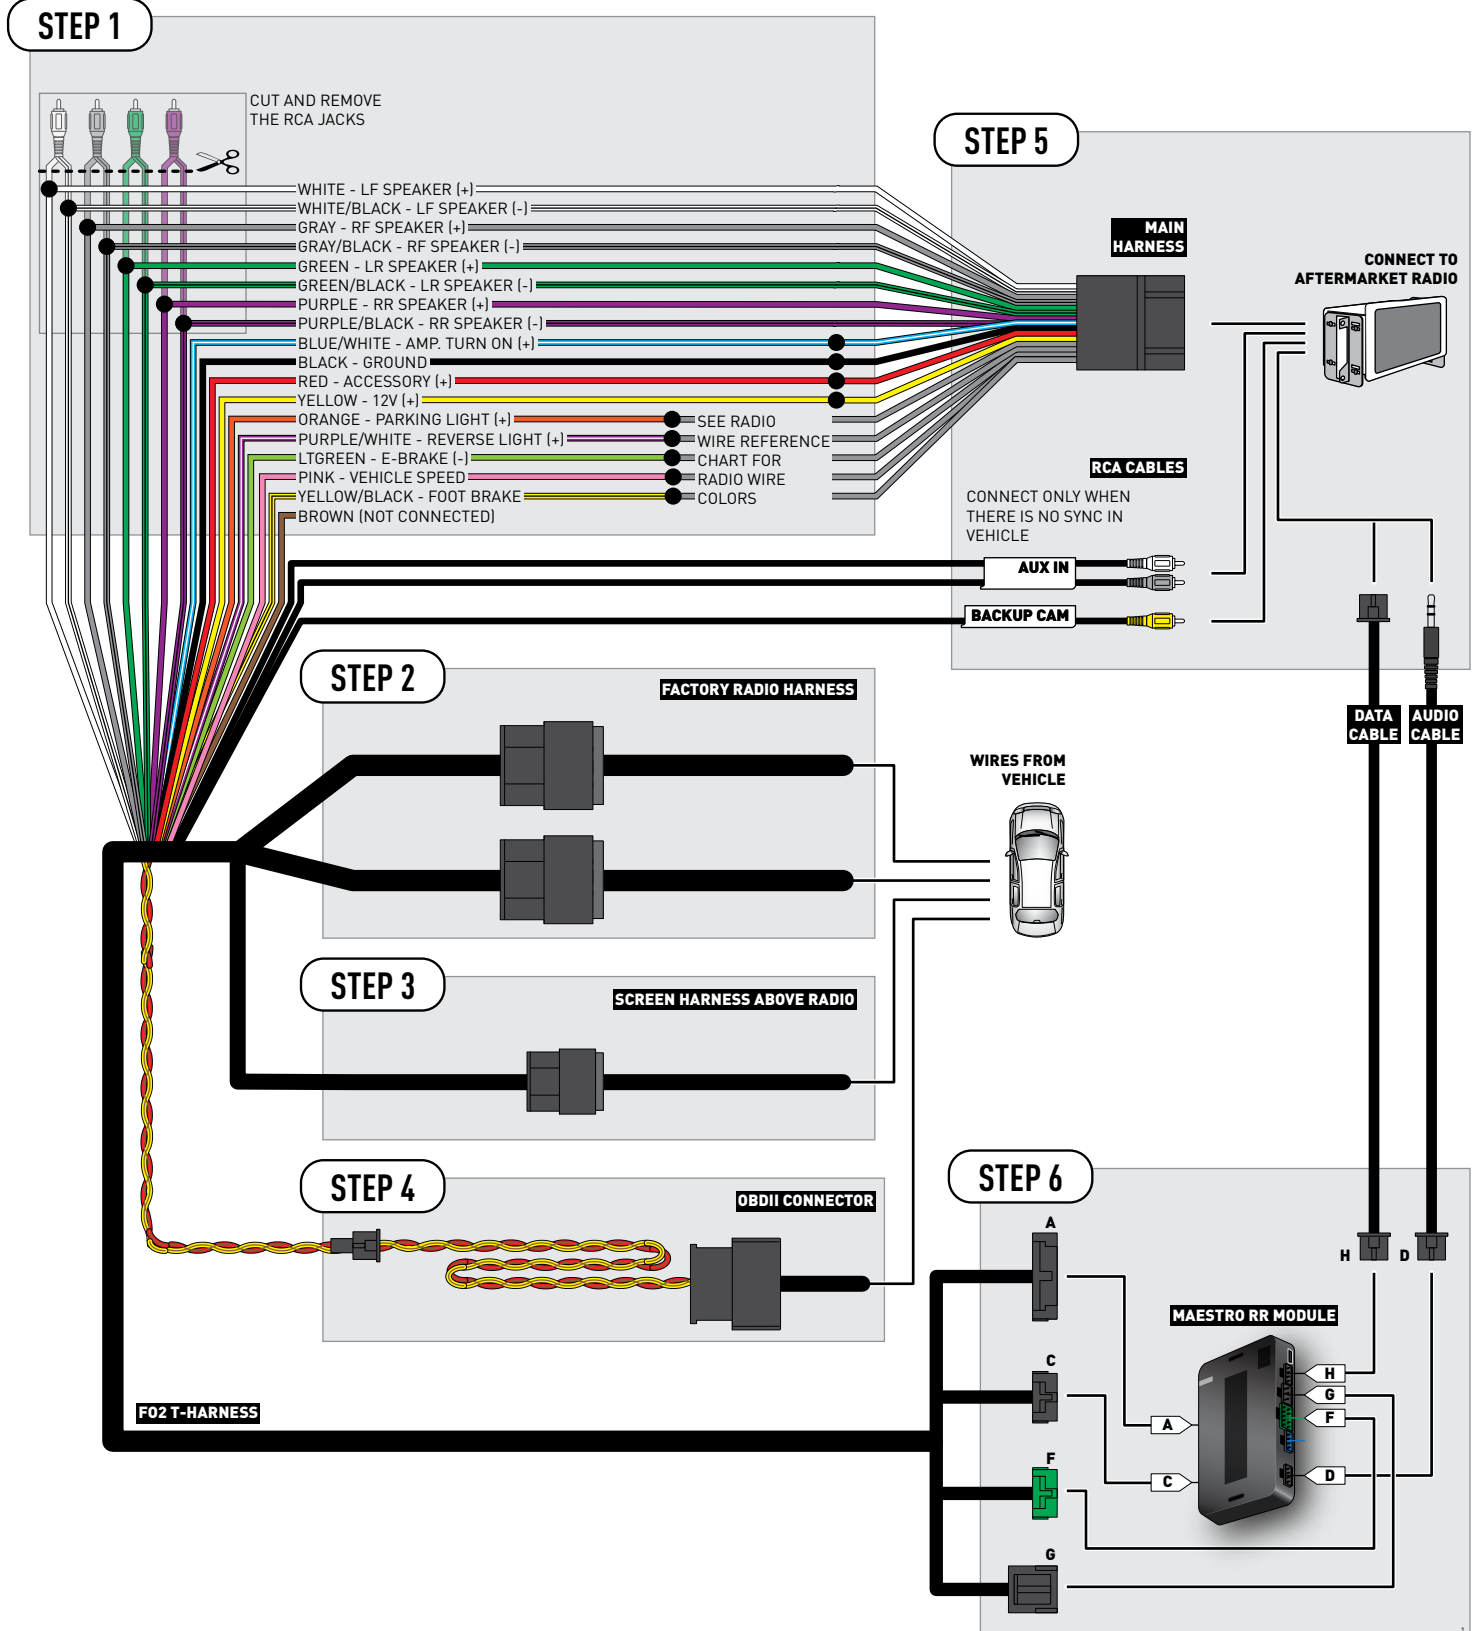 STEP 1
CUT AND REMOVE
THE RCA JACKS
WHITE - LF SPEAKER (+)
WHITE/BLACK - LF SPEAKER (-)
GRAY - RF SPEAKER (+)
GRAY/BLACK - RF SPEAKER (-)
GREEN - LR SPEAKER (+)
GREEN/BLACK - LR SPEAKER (-)
PURPLE - RR SPEAKER (+)
PURPLE/BLACK - RR SPEAKER (-)
BLUE/WHITE - AMP. TURN ON (+)
BLACK - GROUND
RED - ACCESSORY (+)
YELLOW - 12V (+)
ORANGE - PARKING LIGHT (+)
PURPLE/WHITE - REVERSE LIGHT (+)
LTGREEN - E-BRAKE (-)
PINK - VEHICLE SPEED
YELLOW/BLACK - FOOT BRAKE
BROWN (NOT CONNECTED)
SEE RADIO
WIRE REFERENCE
CHART FOR
RADIO WIRE
COLORS
STEP 5
MAIN
HARNESS
CONNECT TO
AFTERMARKET RADIO
RCA CABLES
CONNECT ONLY WHEN
THERE IS NO SYNC IN
VEHICLE
AUX IN
BACKUP CAM
DATA
CABLE
AUDIO
CABLE
STEP 2
FACTORY RADIO HARNESS
WIRES FROM
VEHICLE
STEP 3
SCREEN HARNESS ABOVE RADIO
STEP 4
OBDII CONNECTOR
F02 T-HARNESS
STEP 6
A
C
F
G
H
D
MAESTRO RR MODULE
H
G
F
D
A
C
1